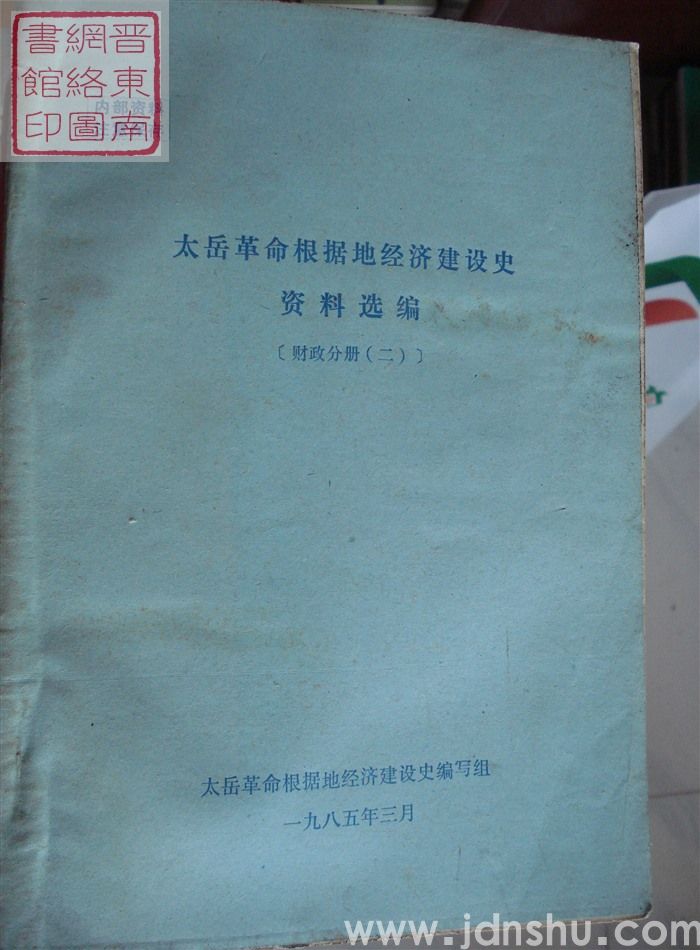 晋東南
網絡圖
書館印
内部资料
太岳革命根据地经济建设史
资料选编
〔财政分册(二)〕
太岳革命根据地经济建设史编写组
一九八五年三月
www.jdnshu.com